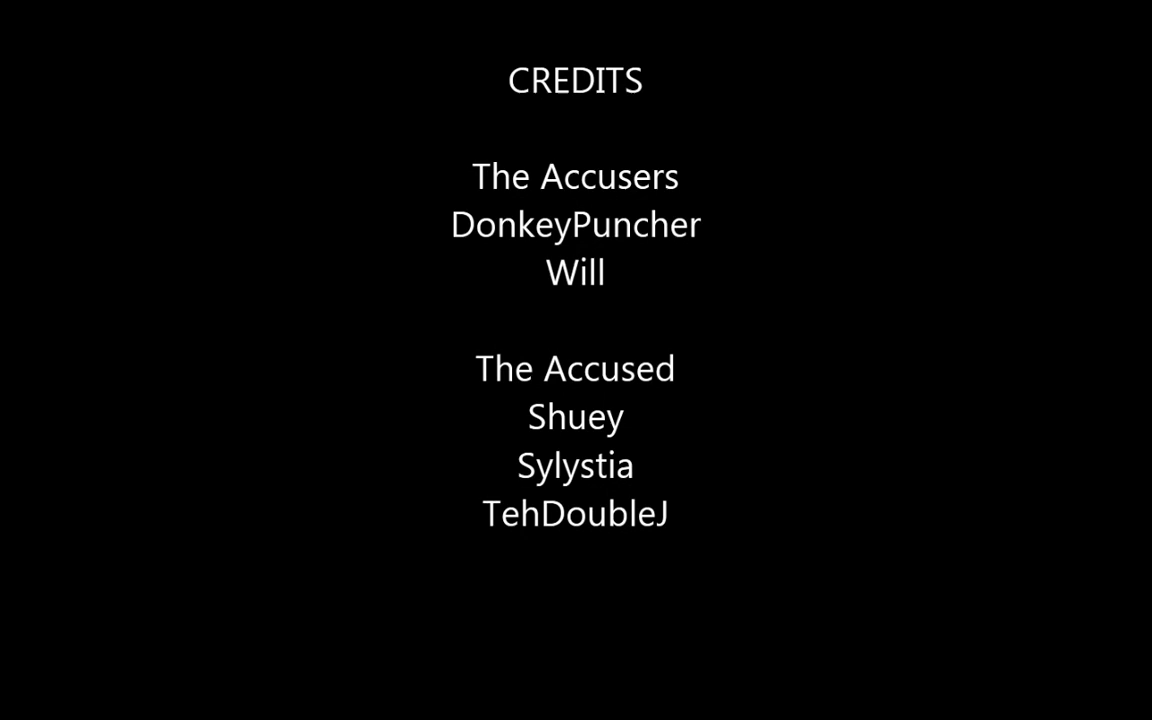 CREDITS
The Accusers
DonkeyPuncher
Will
The Accused
Shuey
Sylystia
TehDoubleJ